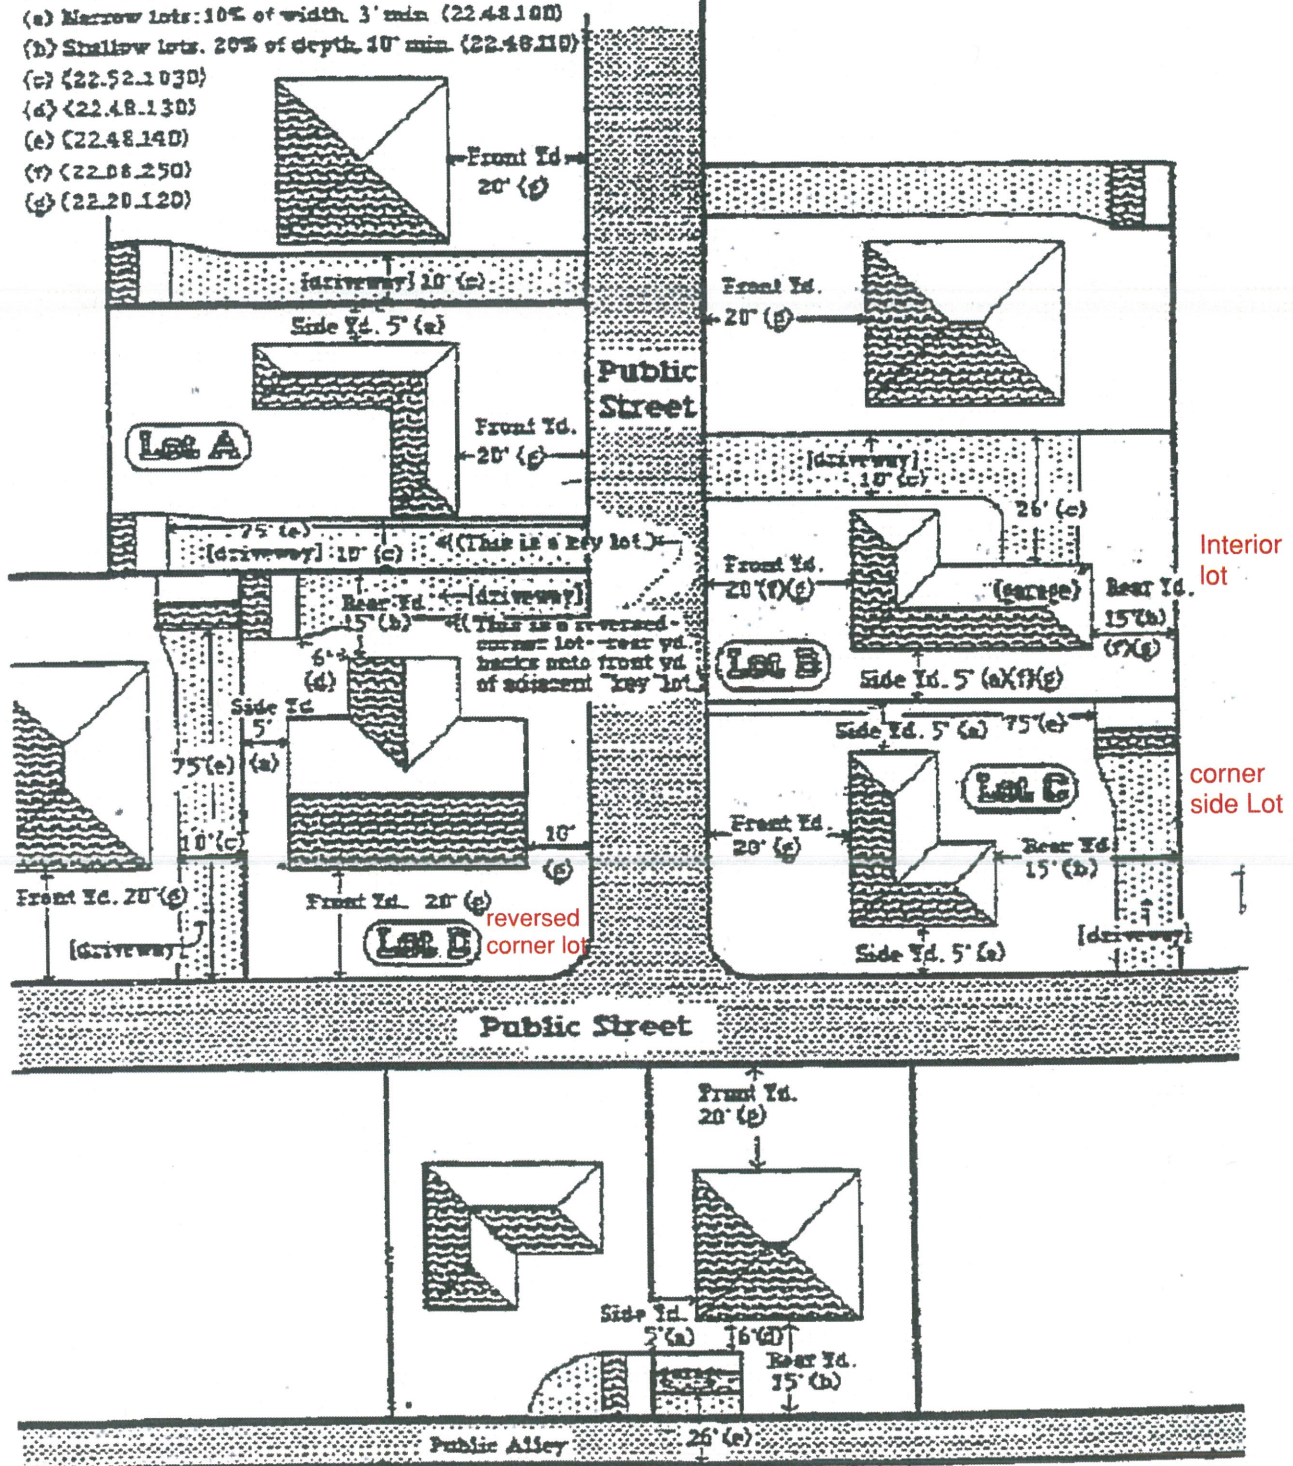 (a) Narrow lots: 10% of width, 3' min. (22.48.100)
(b) Shallow lots. 20% of depth, 10' min. (22.48.110)
(c) (22.52.1030)
(d) (22.48.130)
(e) (22.48.140)
(f) (22.08.250)
(g) (22.20.120)
Front Yd.
20' (g)
[driveway] 10' (c)
Side Yd. 5' (a)
Lot A
Front Yd.
20' (g)
75' (e)
[driveway] 10' (c)
(This is a key lot.)
Public
Street
Front Yd.
20' (g)
[driveway]
10' (c)
26' (c)
Front Yd.
20' (f)(g)
(garage)
Rear Yd.
15' (b)
(f)(g)
Interior
lot
Lot B
Side Yd. 5' (a)(f)(g)
Rear Yd.
15' (b)
[driveway]
(This is a reversed
corner lot--rear yd.
backs onto front yd.
of adjacent "key lot."
6'
(d)
Side Yd
5'
(a)
75' (e)
10' (c)
10'
(g)
Front Yd. 20' (g)
[driveway]
Front Yd. 20' (g)
Lot D
reversed
corner lot
Side Yd. 5' (a)
75' (e)
Lot C
corner
side Lot
Front Yd.
20' (g)
Rear Yd.
15' (b)
Side Yd. 5' (a)
[driveway]
Public Street
Front Yd.
20' (g)
Side Yd.
5' (a)
6' (d)
Rear Yd.
15' (b)
Public Alley
26' (e)